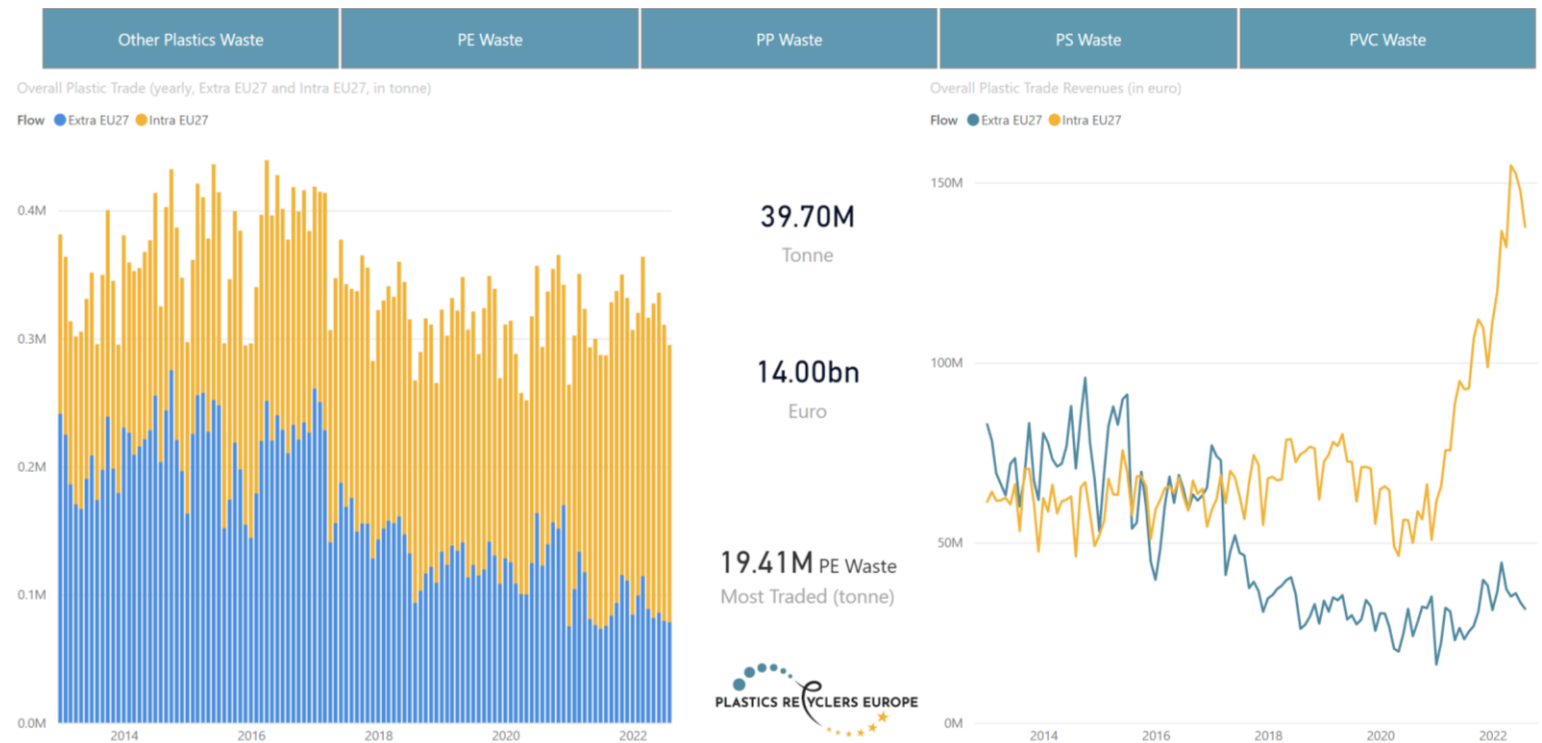 Other Plastics Waste
PE Waste
PP Waste
PS Waste
PVC Waste
Overall Plastic Trade (yearly, Extra EU27 and Intra EU27, in tonne)
Flow Extra EU27 Intra EU27
0.4M
0.3M
0.2M
0.1M
0.0M
2014
2016
2018
2020
2022
39.70M
Tonne
14.00bn
Euro
19.41M PE Waste
Most Traded (tonne)
PLASTICS RECYCLERS EUROPE
Overall Plastic Trade Revenues (in euro)
Flow Extra EU27 Intra EU27
150M
100M
50M
0M
2014
2016
2018
2020
2022